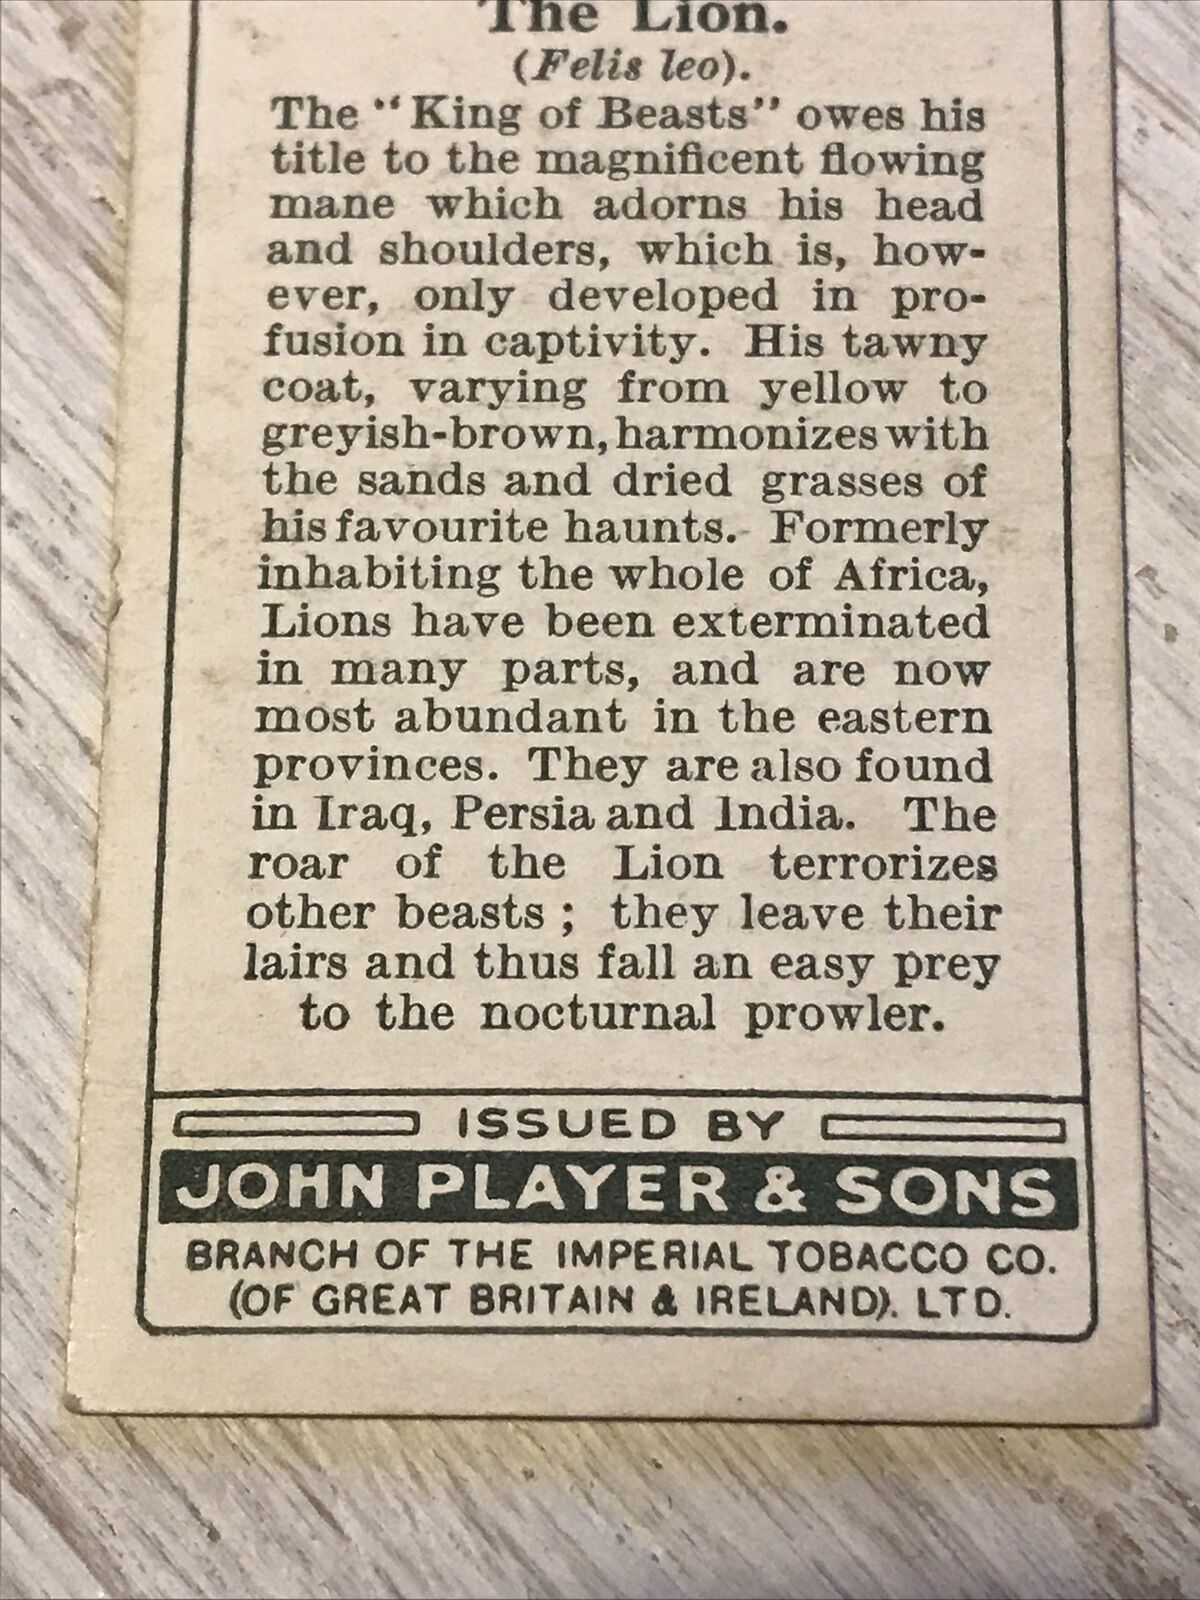 The Lion.
(Felis leo).
The "King of Beasts" owes his
title to the magnificent flowing
mane which adorns his head
and shoulders, which is, how-
ever, only developed in pro-
fusion in captivity. His tawny
coat, varying from yellow to
greyish-brown, harmonizes with
the sands and dried grasses of
his favourite haunts. Formerly
inhabiting the whole of Africa,
Lions have been exterminated
in many parts, and are now
most abundant in the eastern
provinces. They are also found
in Iraq, Persia and India. The
roar of the Lion terrorizes
other beasts ; they leave their
lairs and thus fall an easy prey
to the nocturnal prowler.
ISSUED BY
JOHN PLAYER & SONS
BRANCH OF THE IMPERIAL TOBACCO CO.
(OF GREAT BRITAIN & IRELAND). LTD.